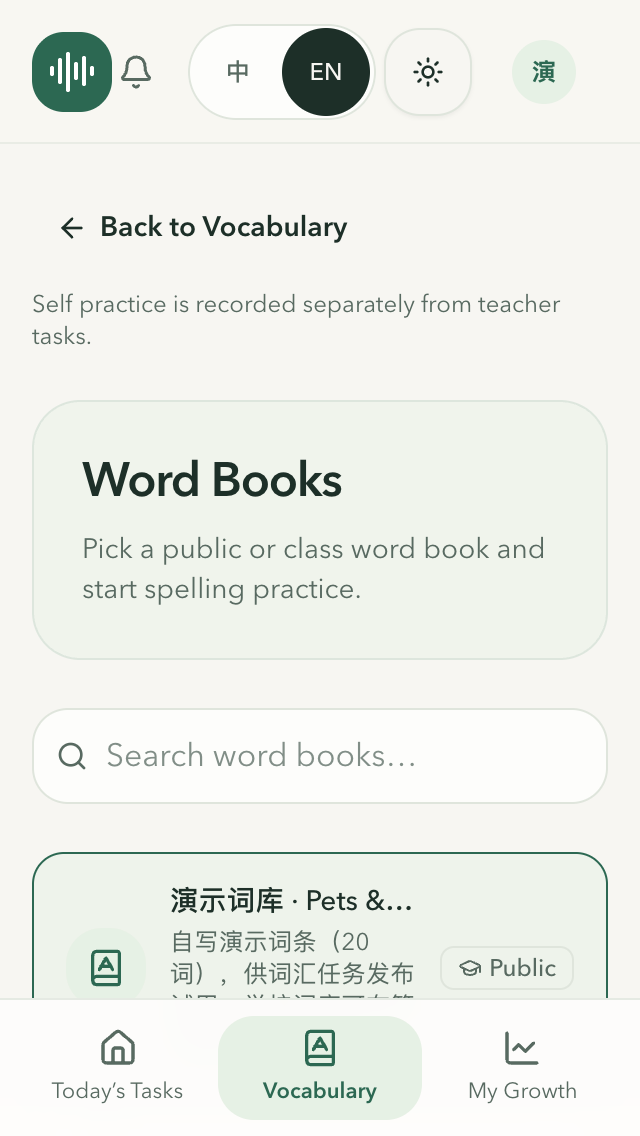 中 EN 演
Back to Vocabulary
Self practice is recorded separately from teacher
tasks.
Word Books
Pick a public or class word book and
start spelling practice.
Search word books…
演示词库 · Pets &…
自写演示词条（20
词），供词汇任务发布
Public
Today's Tasks
Vocabulary
My Growth